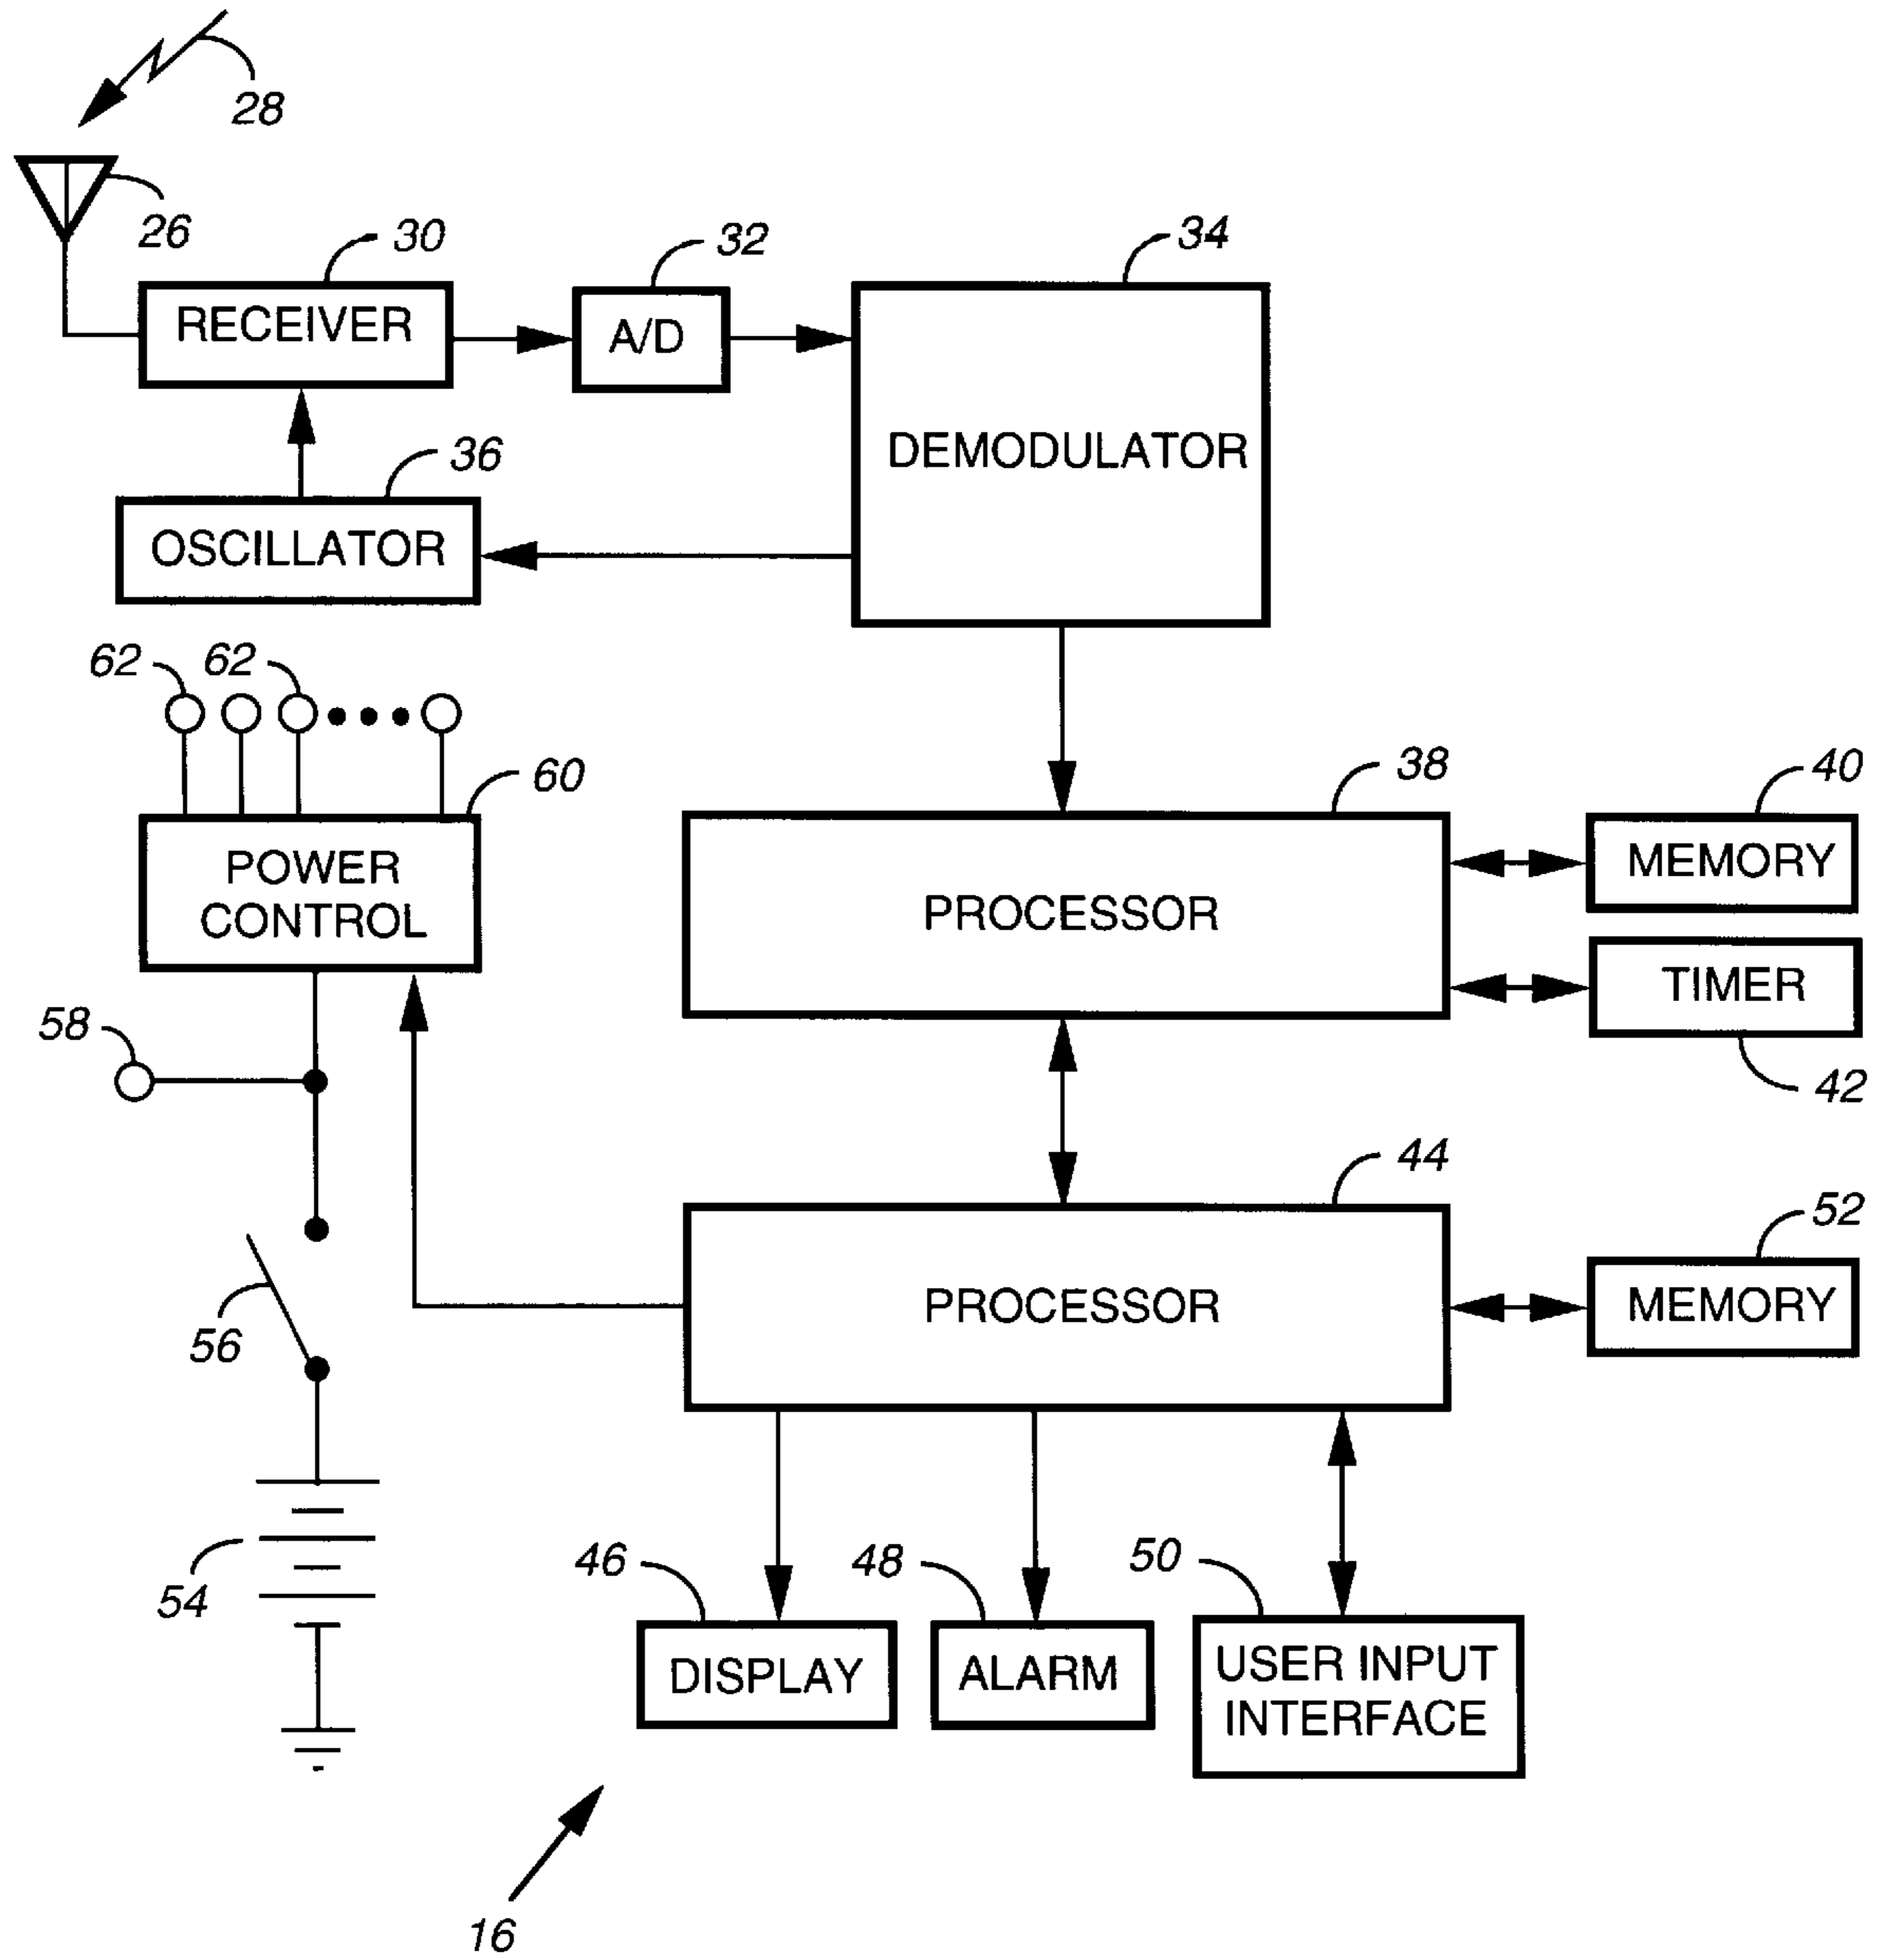 28
26
30
32
34
RECEIVER
A/D
DEMODULATOR
36
OSCILLATOR
62
62
60
38
40
POWER
CONTROL
PROCESSOR
MEMORY
TIMER
58
42
44
52
PROCESSOR
MEMORY
56
46
48
50
54
DISPLAY
ALARM
USER INPUT
INTERFACE
16